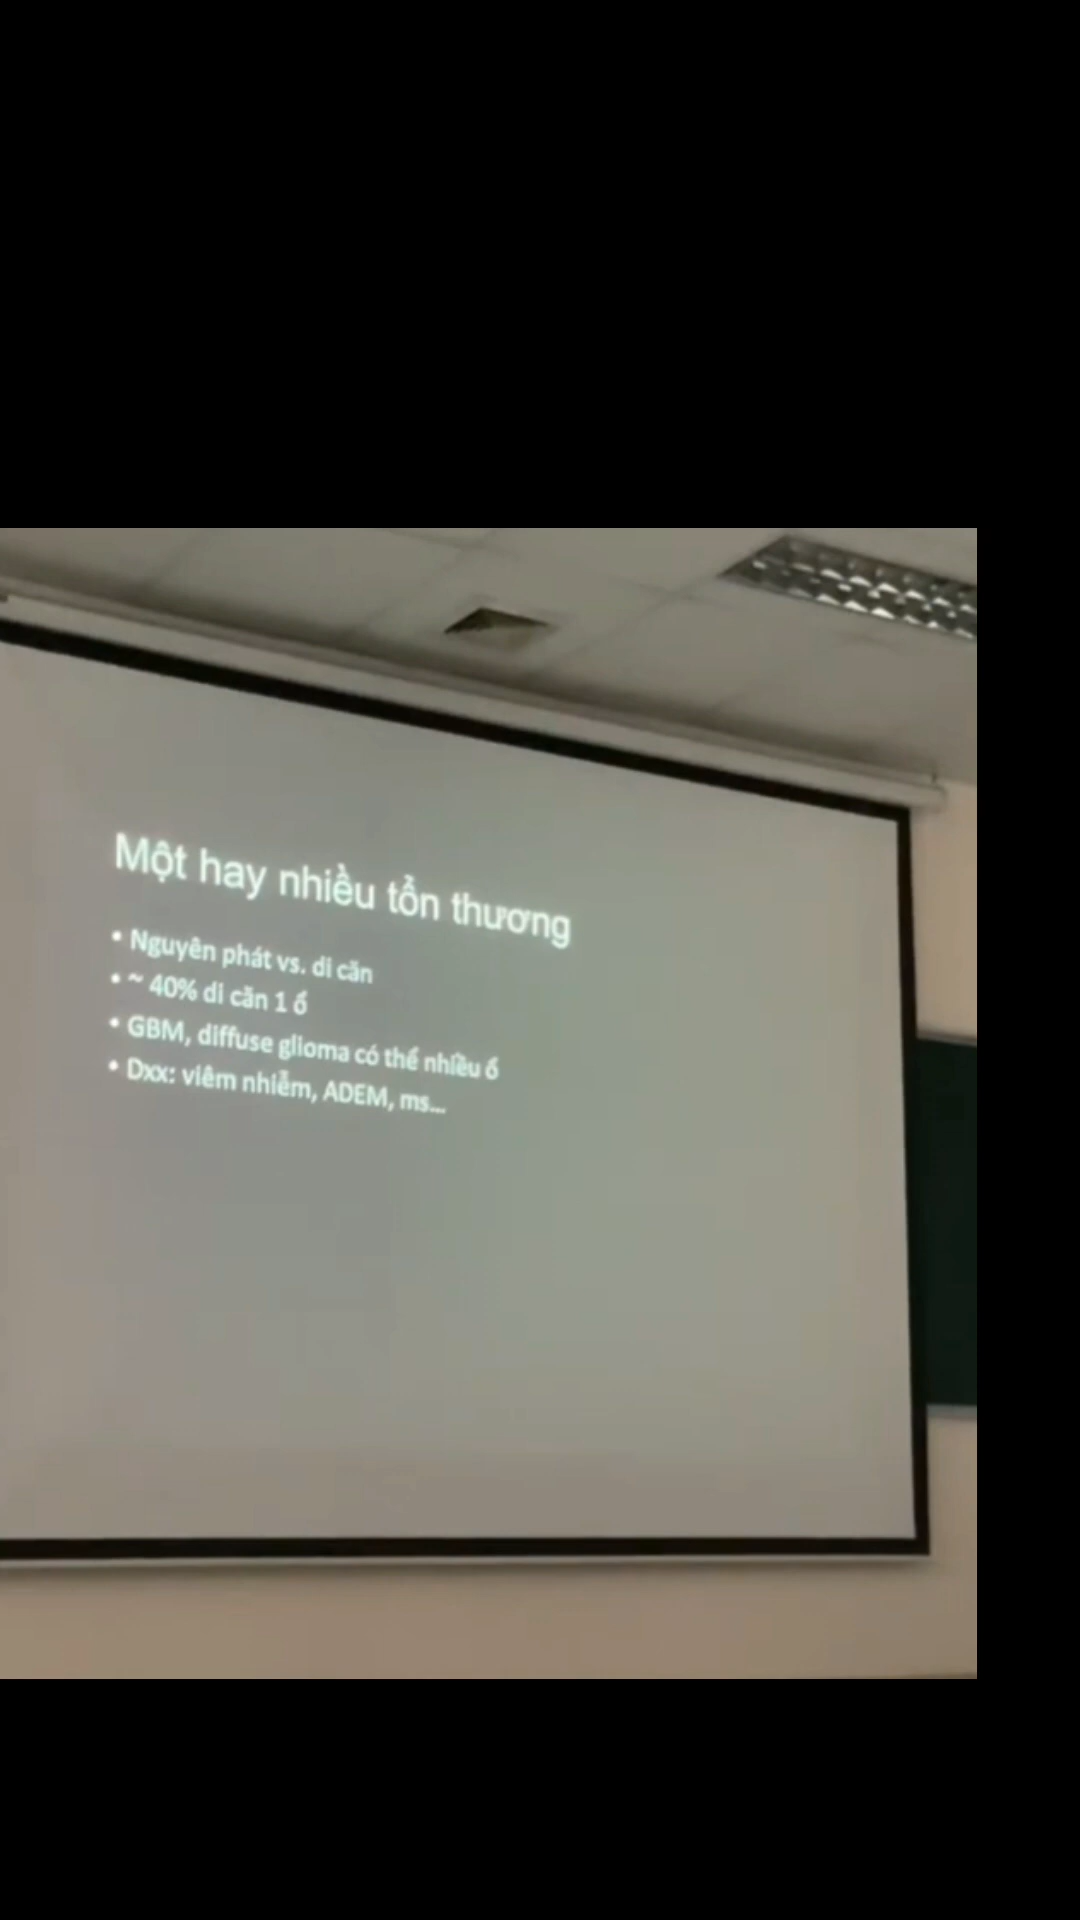 Một hay nhiều tổn thương
• Nguyên phát vs. di căn
• ~ 40% di căn 1 ổ
• GBM, diffuse glioma có thể nhiều ổ
• Dxx: viêm nhiễm, ADEM, ms...